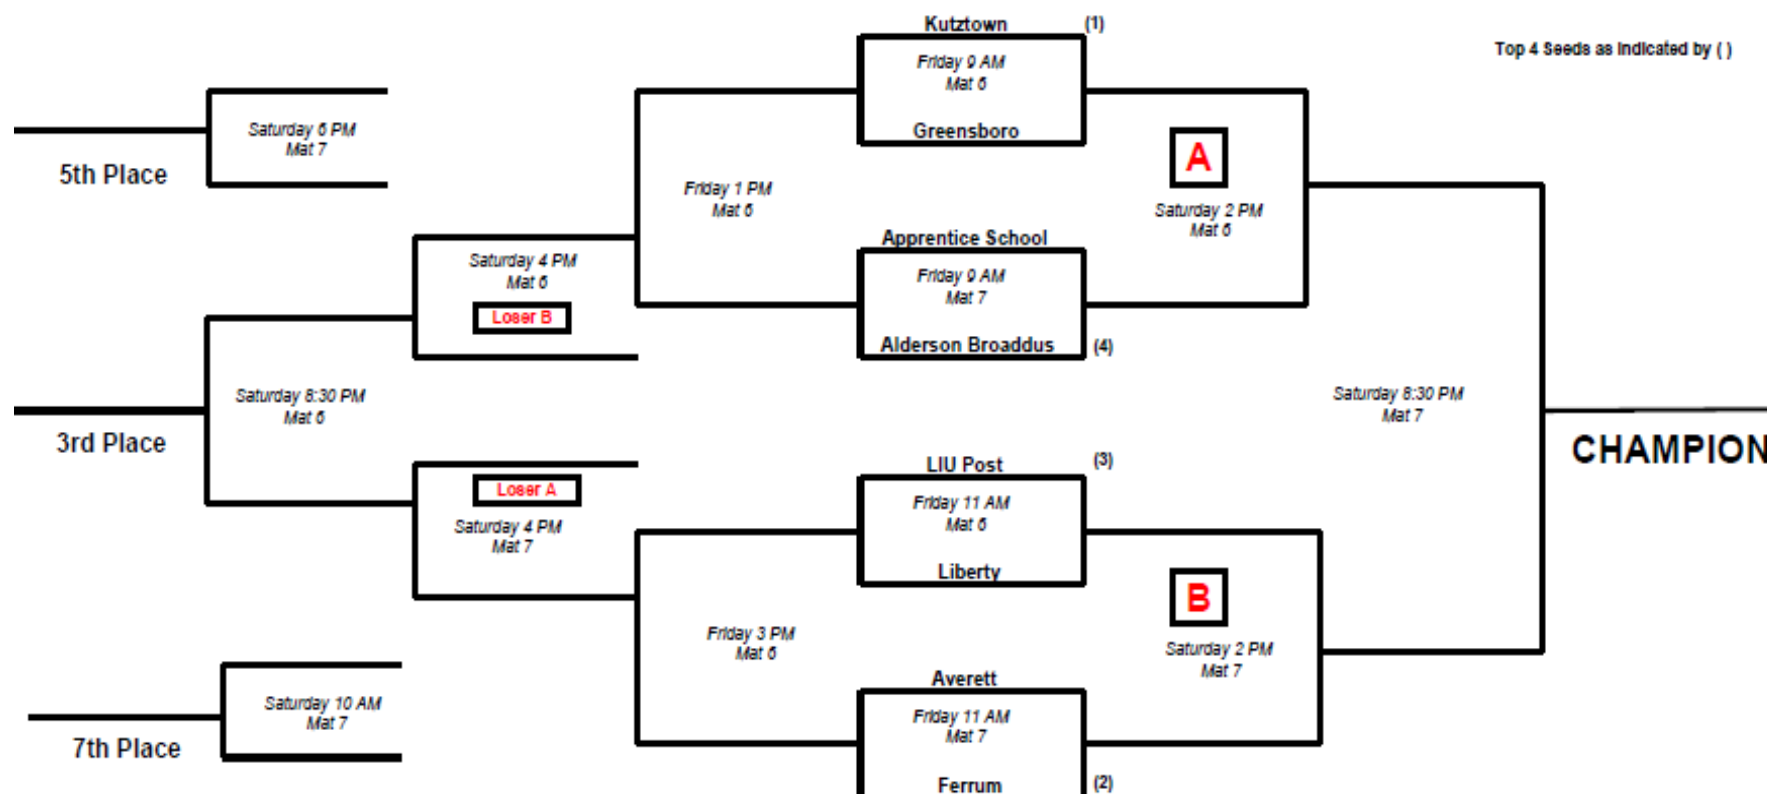 Kutztown (1)
Top 4 Seeds as indicated by ( )
Friday 9 AM
Mat 6
Greensboro
Saturday 6 PM
Mat 7
5th Place
A
Friday 1 PM
Mat 6
Saturday 2 PM
Mat 6
Apprentice School
Saturday 4 PM
Mat 6
Friday 9 AM
Mat 7
Loser B
Alderson Broaddus (4)
Saturday 8:30 PM
Mat 6
Saturday 8:30 PM
Mat 7
3rd Place
CHAMPION
LIU Post (3)
Loser A
Friday 11 AM
Mat 6
Saturday 4 PM
Mat 7
Liberty
B
Friday 3 PM
Mat 6
Saturday 2 PM
Mat 7
Averett
Saturday 10 AM
Mat 7
Friday 11 AM
Mat 7
7th Place
Ferrum (2)